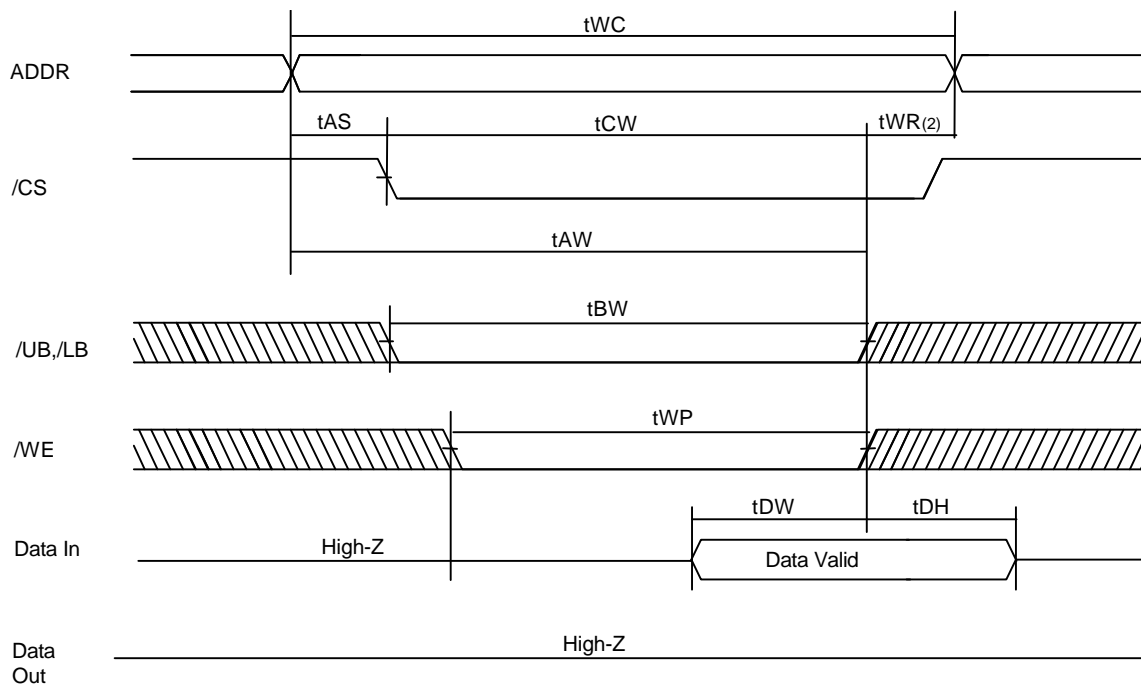 tWC
ADDR
tAS
tCW
tWR(2)
/CS
tAW
tBW
/UB,/LB
tWP
/WE
tDW
tDH
Data In
High-Z
Data Valid
High-Z
Data
Out